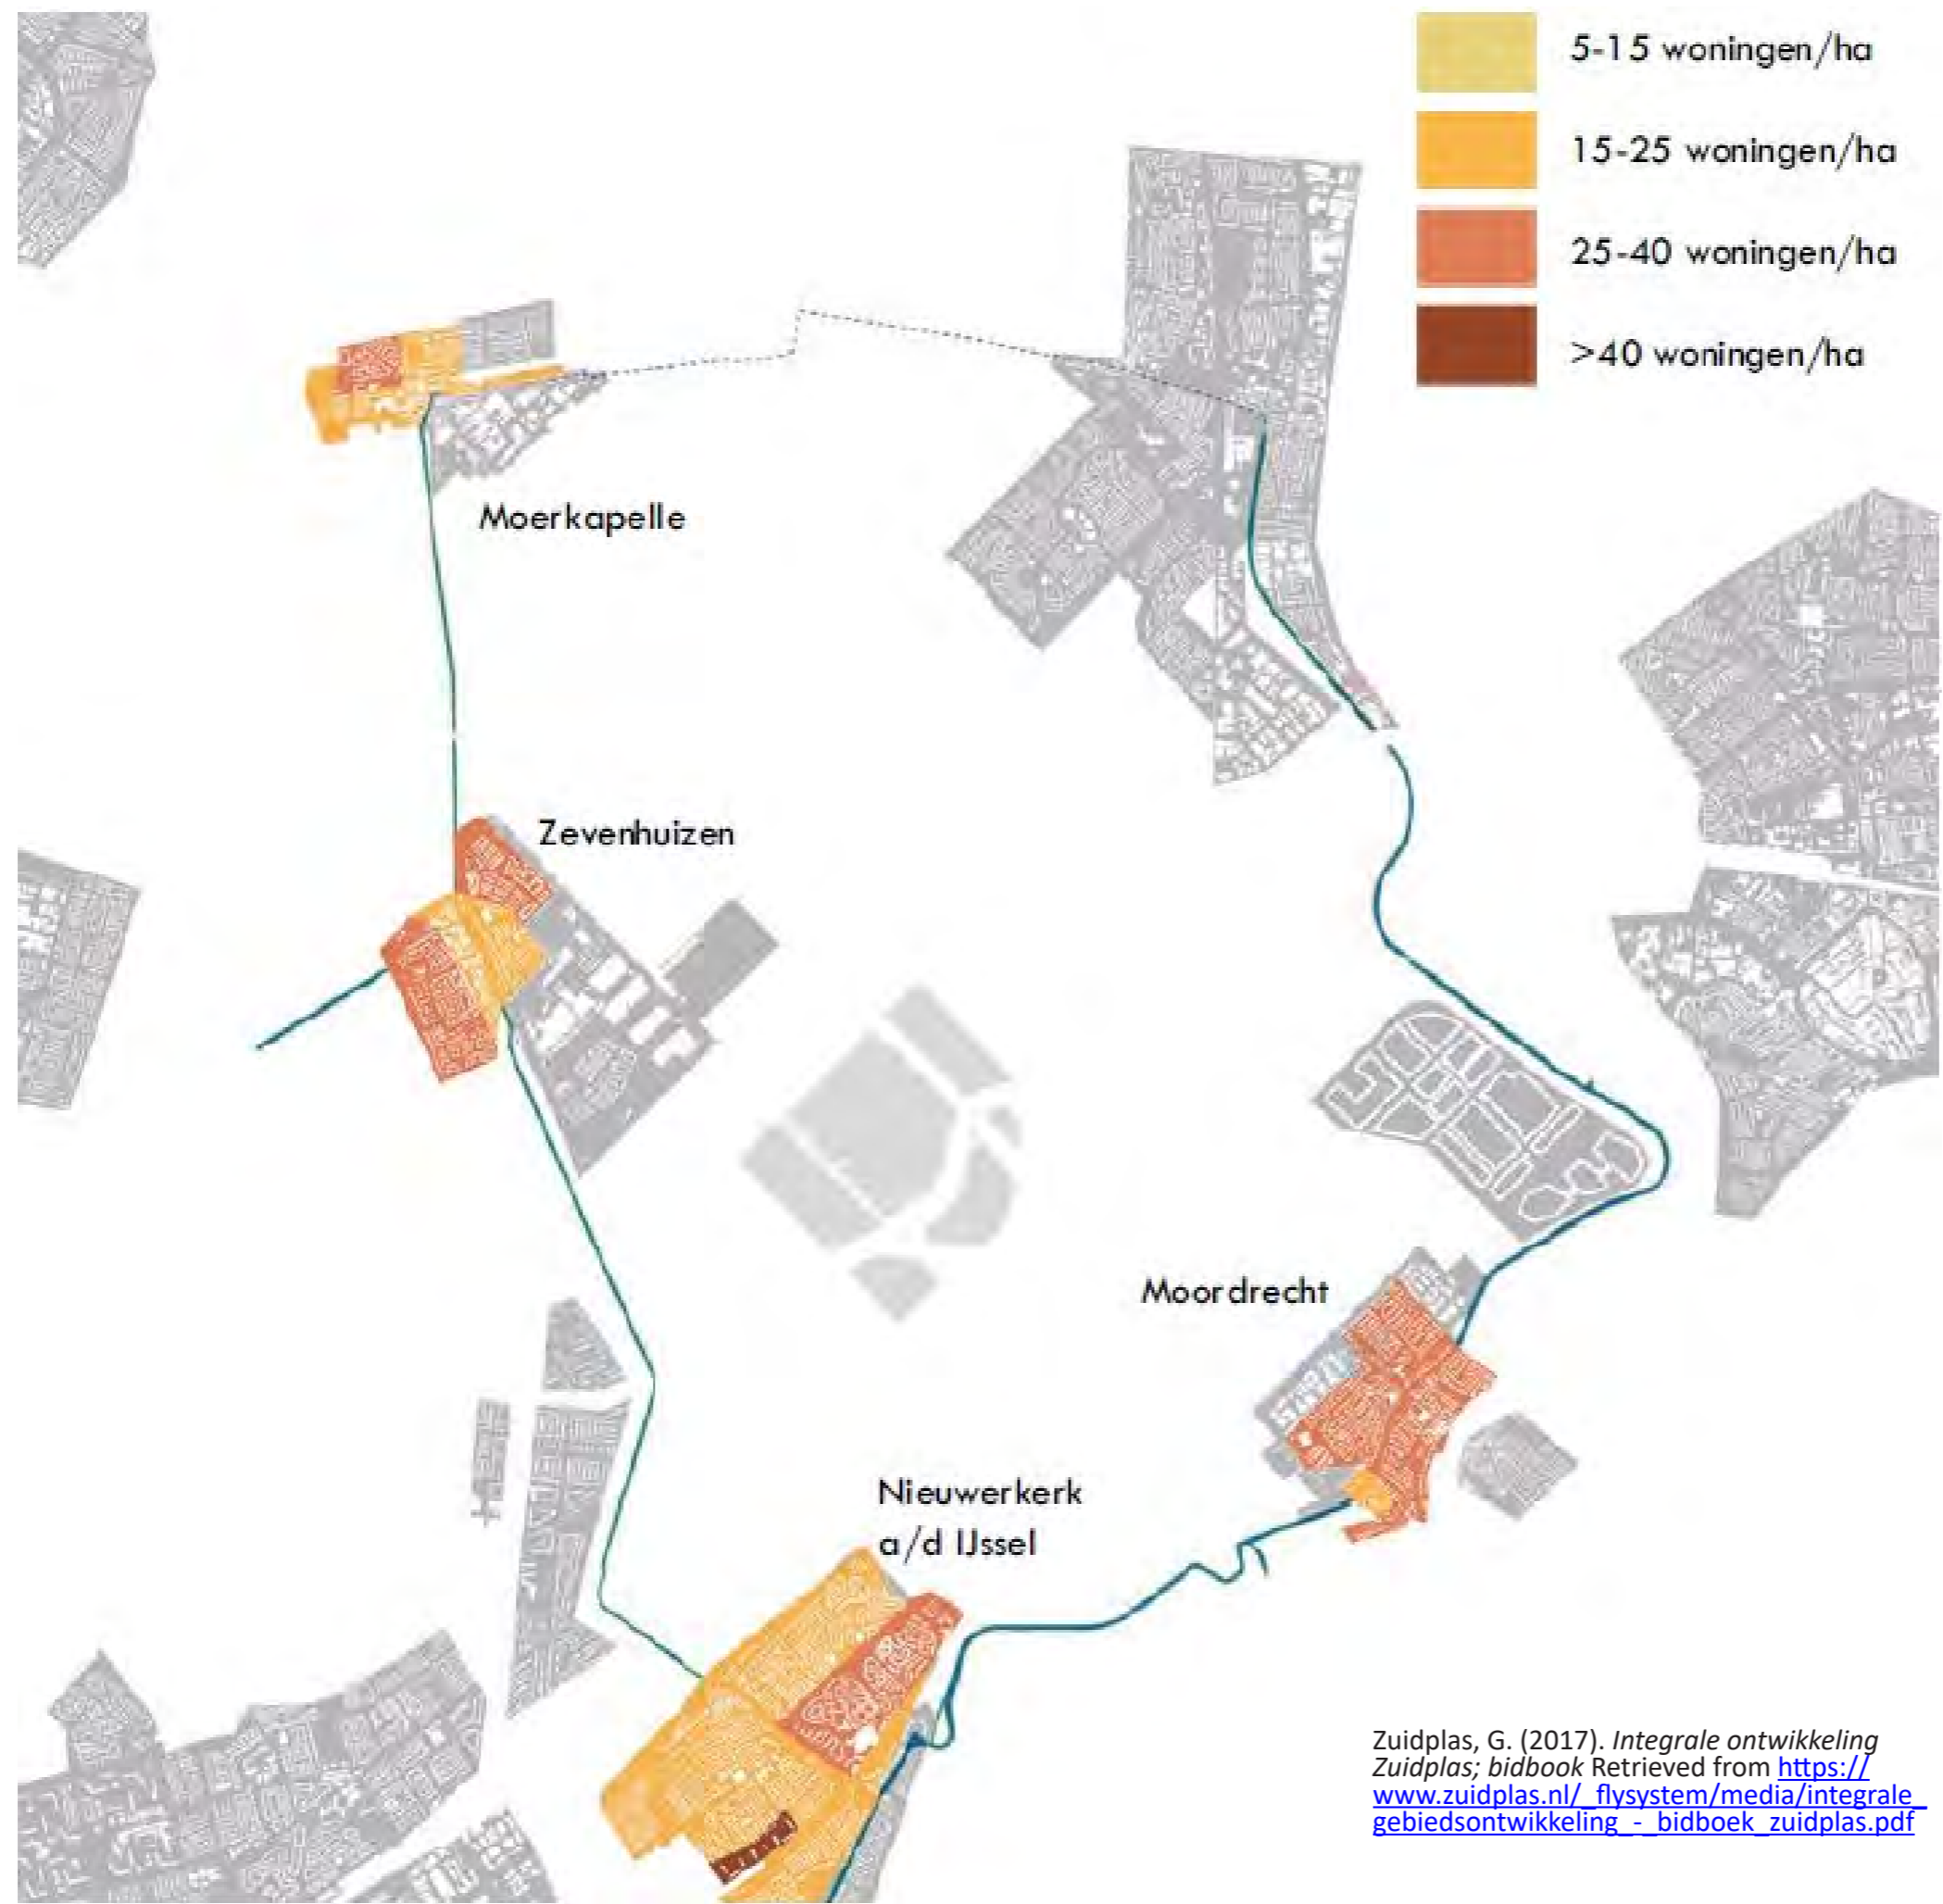 5-15 woningen/ha
15-25 woningen/ha
25-40 woningen/ha
>40 woningen/ha
Moerkapelle
Zevenhuizen
Moordrecht
Nieuwerkerk
a/d IJssel
Zuidplas, G. (2017). Integrale ontwikkeling
Zuidplas; bidbook Retrieved from https://
www.zuidplas.nl/_flysystem/media/integrale_
gebiedsontwikkeling_-_bidboek_zuidplas.pdf